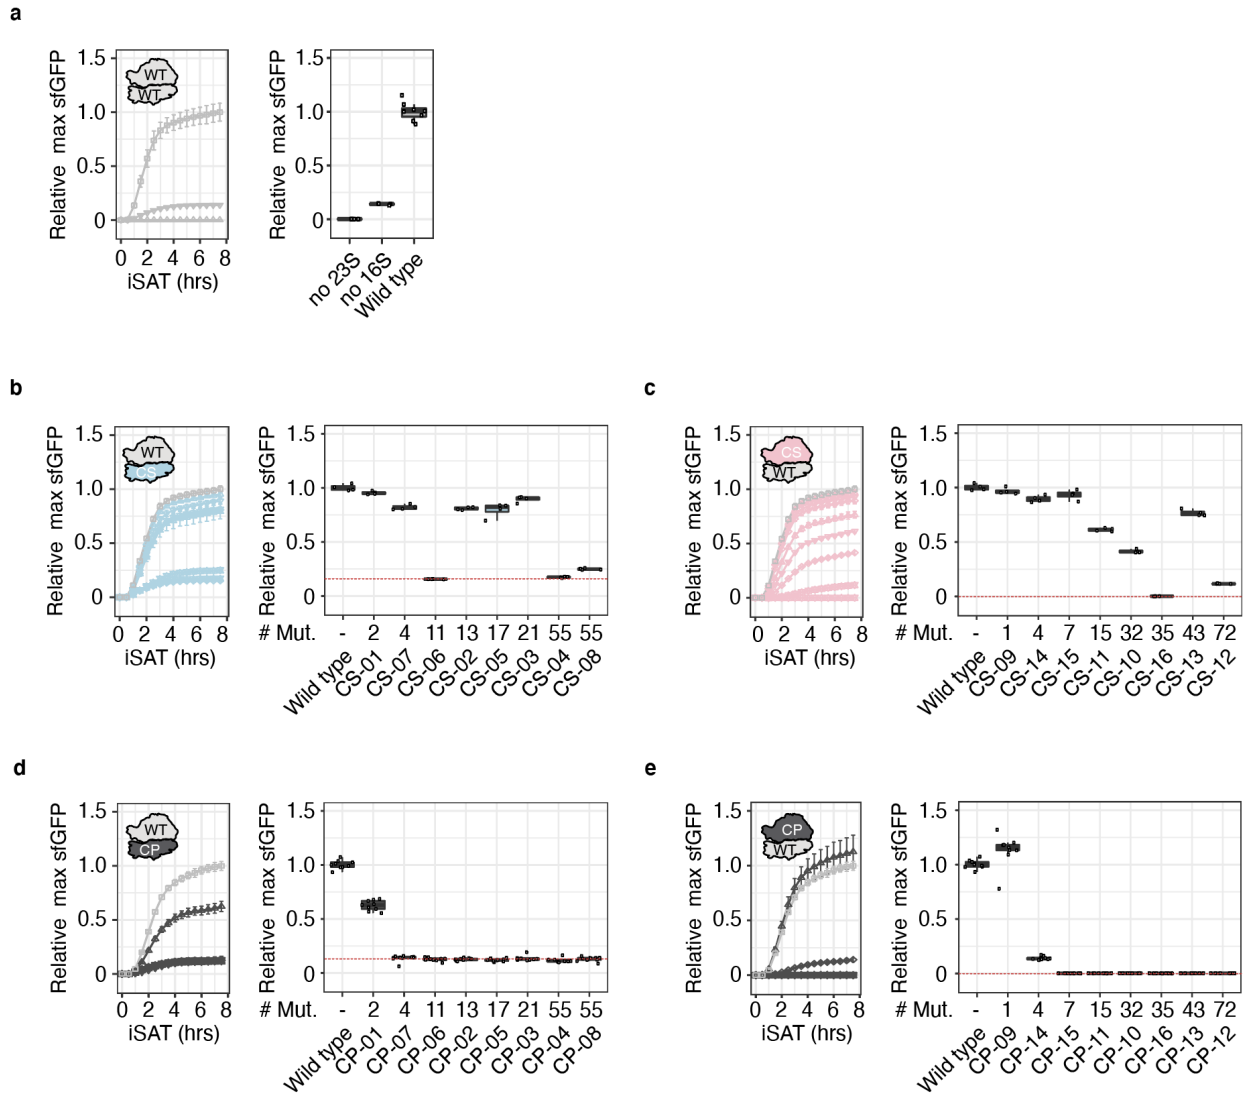 a
Relative max sfGFP
1.5
1.0
0.5
0
WT
WT
0 2 4 6 8
iSAT (hrs)
Relative max sfGFP
1.5
1.0
0.5
0
no 23S
no 16S
Wild type
b
Relative max sfGFP
1.5
1.0
0.5
0
WT
CS
0 2 4 6 8
iSAT (hrs)
Relative max sfGFP
1.5
1.0
0.5
0
# Mut. - 2 4 11 13 17 21 55 55
Wild type
CS-01
CS-07
CS-06
CS-02
CS-05
CS-03
CS-04
CS-08
c
Relative max sfGFP
1.5
1.0
0.5
0
CS
WT
0 2 4 6 8
iSAT (hrs)
Relative max sfGFP
1.5
1.0
0.5
0
# Mut. - 1 4 7 15 32 35 43 72
Wild type
CS-09
CS-14
CS-15
CS-11
CS-10
CS-16
CS-13
CS-12
d
Relative max sfGFP
1.5
1.0
0.5
0
WT
CP
0 2 4 6 8
iSAT (hrs)
Relative max sfGFP
1.5
1.0
0.5
0
# Mut. - 2 4 11 13 17 21 55 55
Wild type
CP-01
CP-07
CP-06
CP-02
CP-05
CP-03
CP-04
CP-08
e
Relative max sfGFP
1.5
1.0
0.5
0
CP
WT
0 2 4 6 8
iSAT (hrs)
Relative max sfGFP
1.5
1.0
0.5
0
# Mut. - 1 4 7 15 32 35 43 72
Wild type
CP-09
CP-14
CP-15
CP-11
CP-10
CP-16
CP-13
CP-12